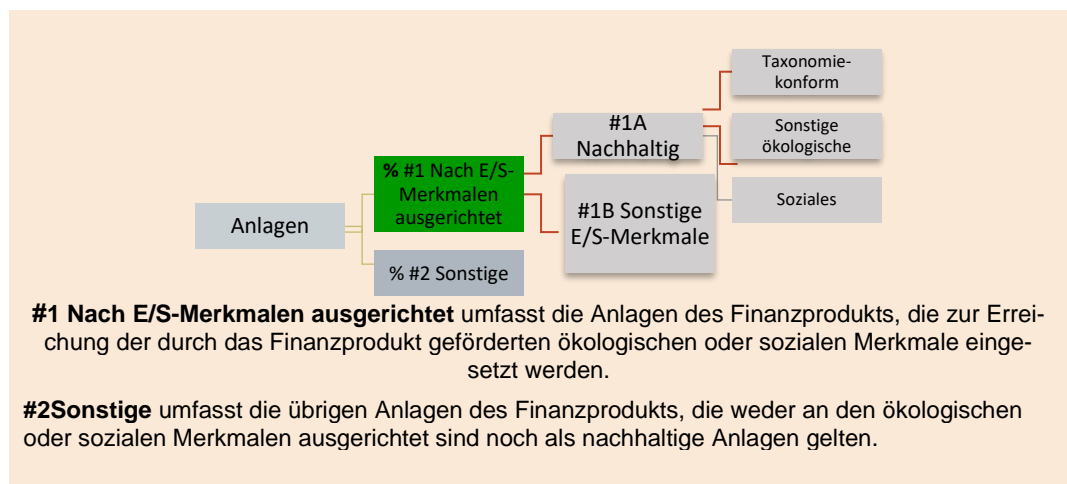 Taxonomie-
konform
#1A
Nachhaltig
Sonstige
ökologische
% #1 Nach E/S-
Merkmalen
ausgerichtet
Soziales
#1B Sonstige
E/S-Merkmale
Anlagen
% #2 Sonstige
#1 Nach E/S-Merkmalen ausgerichtet umfasst die Anlagen des Finanzprodukts, die zur Errei-
chung der durch das Finanzprodukt geförderten ökologischen oder sozialen Merkmale einge-
setzt werden.
#2Sonstige umfasst die übrigen Anlagen des Finanzprodukts, die weder an den ökologischen
oder sozialen Merkmalen ausgerichtet sind noch als nachhaltige Anlagen gelten.